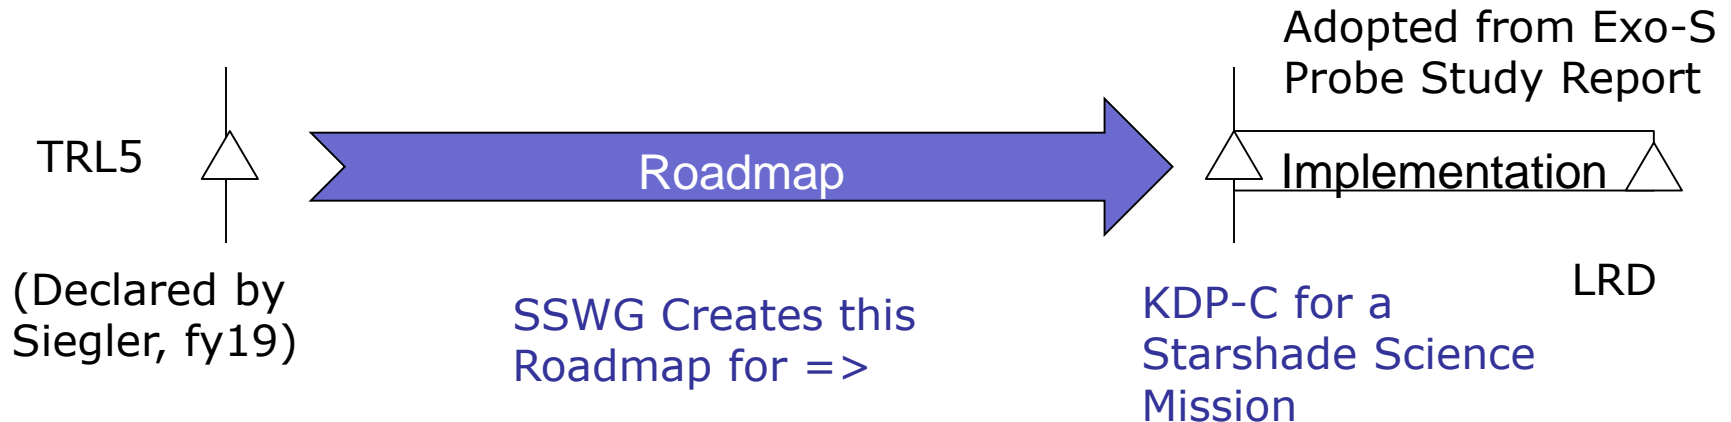 Adopted from Exo-S
Probe Study Report
TRL5
Roadmap
Implementation
(Declared by
Siegler, fy19)
SSWG Creates this
Roadmap for =>
KDP-C for a
Starshade Science
Mission
LRD